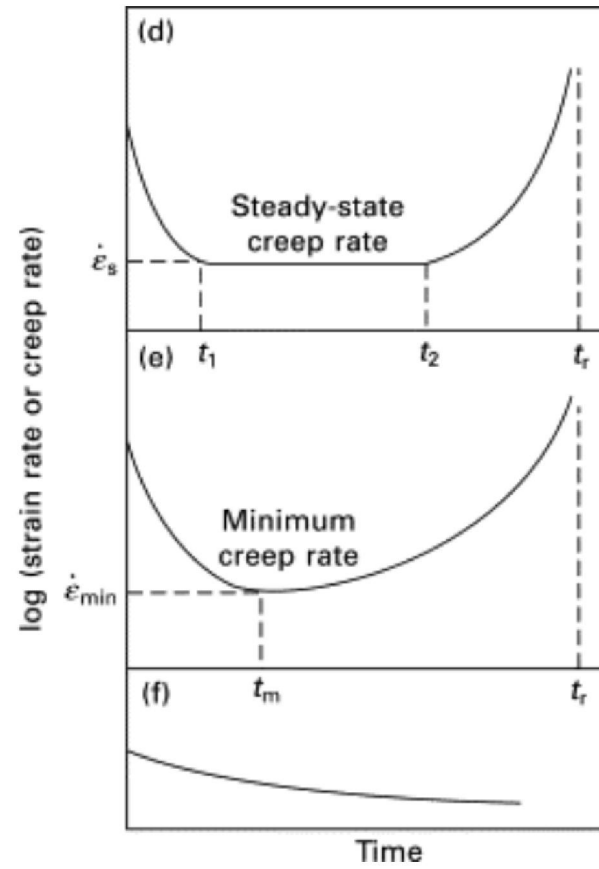 (d)
Steady-state
creep rate
ε̇s
t1
t2
tr
(e)
Minimum
creep rate
ε̇min
tm
tr
(f)
Time
log (strain rate or creep rate)